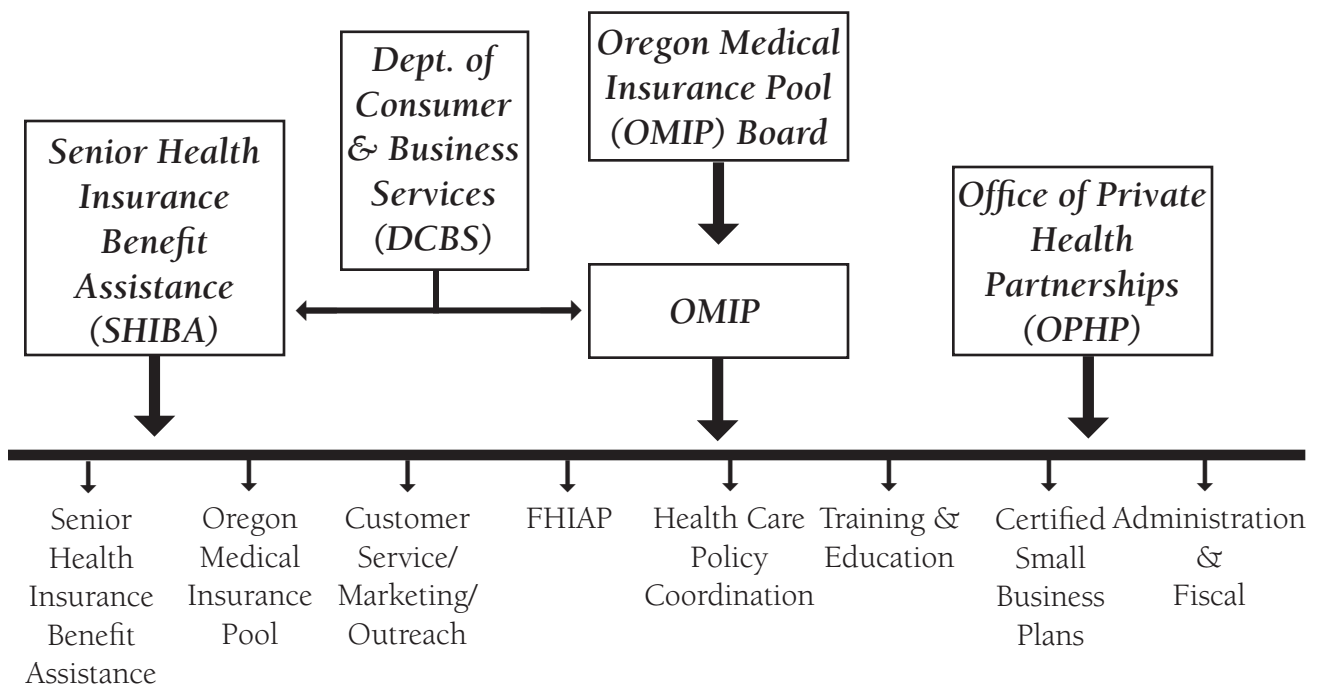 Senior Health
Insurance
Benefit
Assistance
(SHIBA)
Dept. of
Consumer
& Business
Services
(DCBS)
Oregon Medical
Insurance Pool
(OMIP) Board
OMIP
Office of Private
Health
Partnerships
(OPHP)
Senior
Health
Insurance
Benefit
Assistance
Oregon
Medical
Insurance
Pool
Customer
Service/
Marketing/
Outreach
FHIAP
Health Care
Policy
Coordination
Training &
Education
Certified
Small
Business
Plans
Administration
&
Fiscal